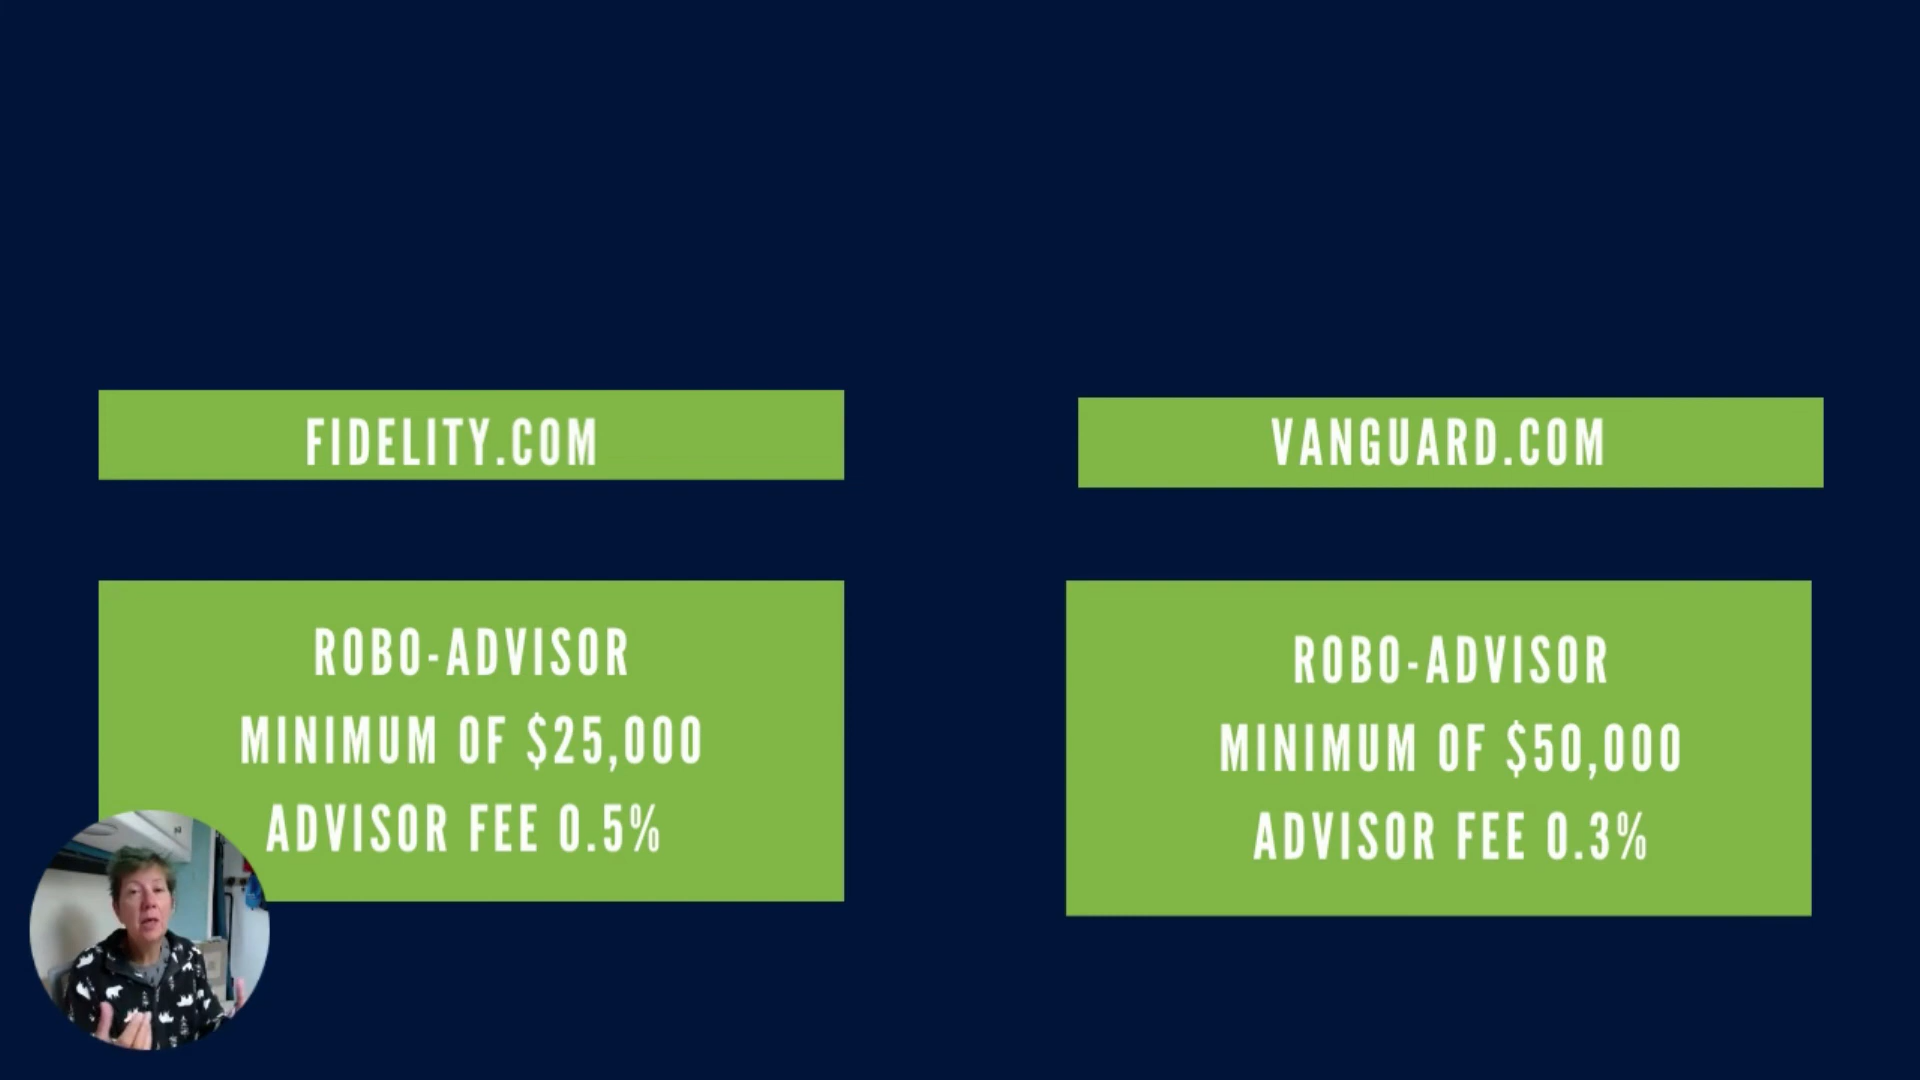 FIDELITY.COM
ROBO-ADVISOR
MINIMUM OF $25,000
ADVISOR FEE 0.5%
VANGUARD.COM
ROBO-ADVISOR
MINIMUM OF $50,000
ADVISOR FEE 0.3%